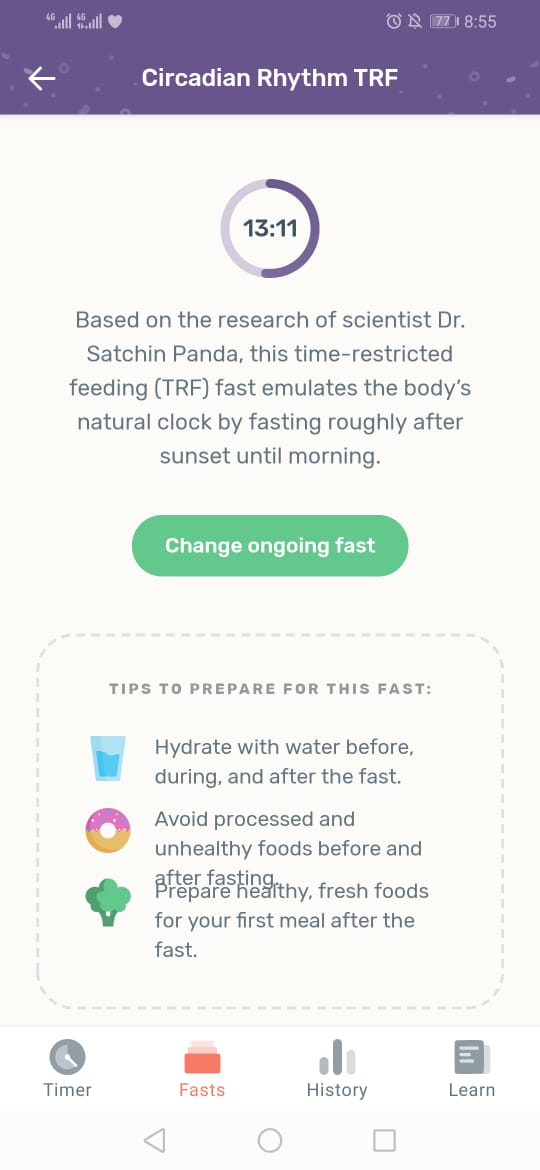 4G 4G 77 8:55
Circadian Rhythm TRF
13:11
Based on the research of scientist Dr.
Satchin Panda, this time-restricted
feeding (TRF) fast emulates the body's
natural clock by fasting roughly after
sunset until morning.
Change ongoing fast
TIPS TO PREPARE FOR THIS FAST:
Hydrate with water before,
during, and after the fast.
Avoid processed and
unhealthy foods before and
after fasting.
Prepare healthy, fresh foods
for your first meal after the
fast.
Timer Fasts History Learn